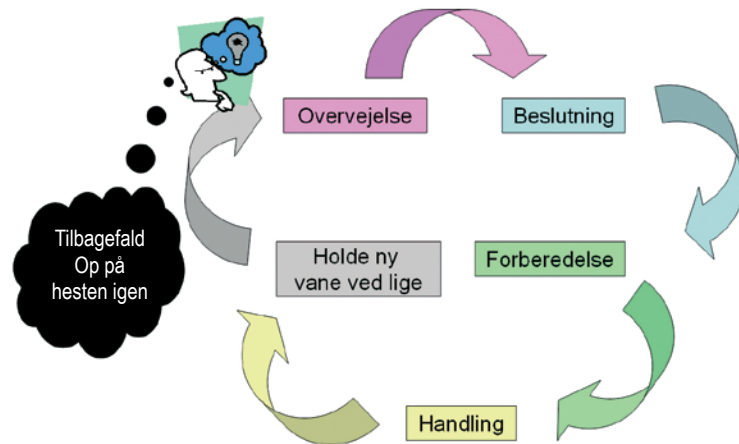 Overvejelse
Beslutning
Forberedelse
Handling
Holde ny
vane ved lige
Tilbagefald
Op på
hesten igen